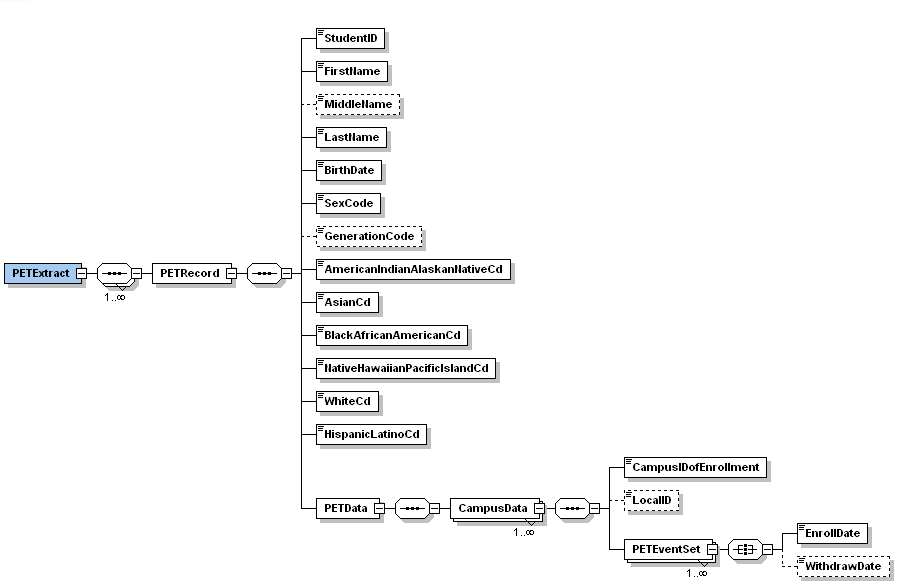 StudentID
FirstName
MiddleName
LastName
BirthDate
SexCode
GenerationCode
PETExtract
1..∞
PETRecord
AmericanIndianAlaskanNativeCd
AsianCd
BlackAfricanAmericanCd
NativeHawaiianPacificIslandCd
WhiteCd
HispanicLatinoCd
PETData
CampusData
1..∞
CampusIDofEnrollment
LocalID
PETEventSet
1..∞
EnrollDate
WithdrawDate